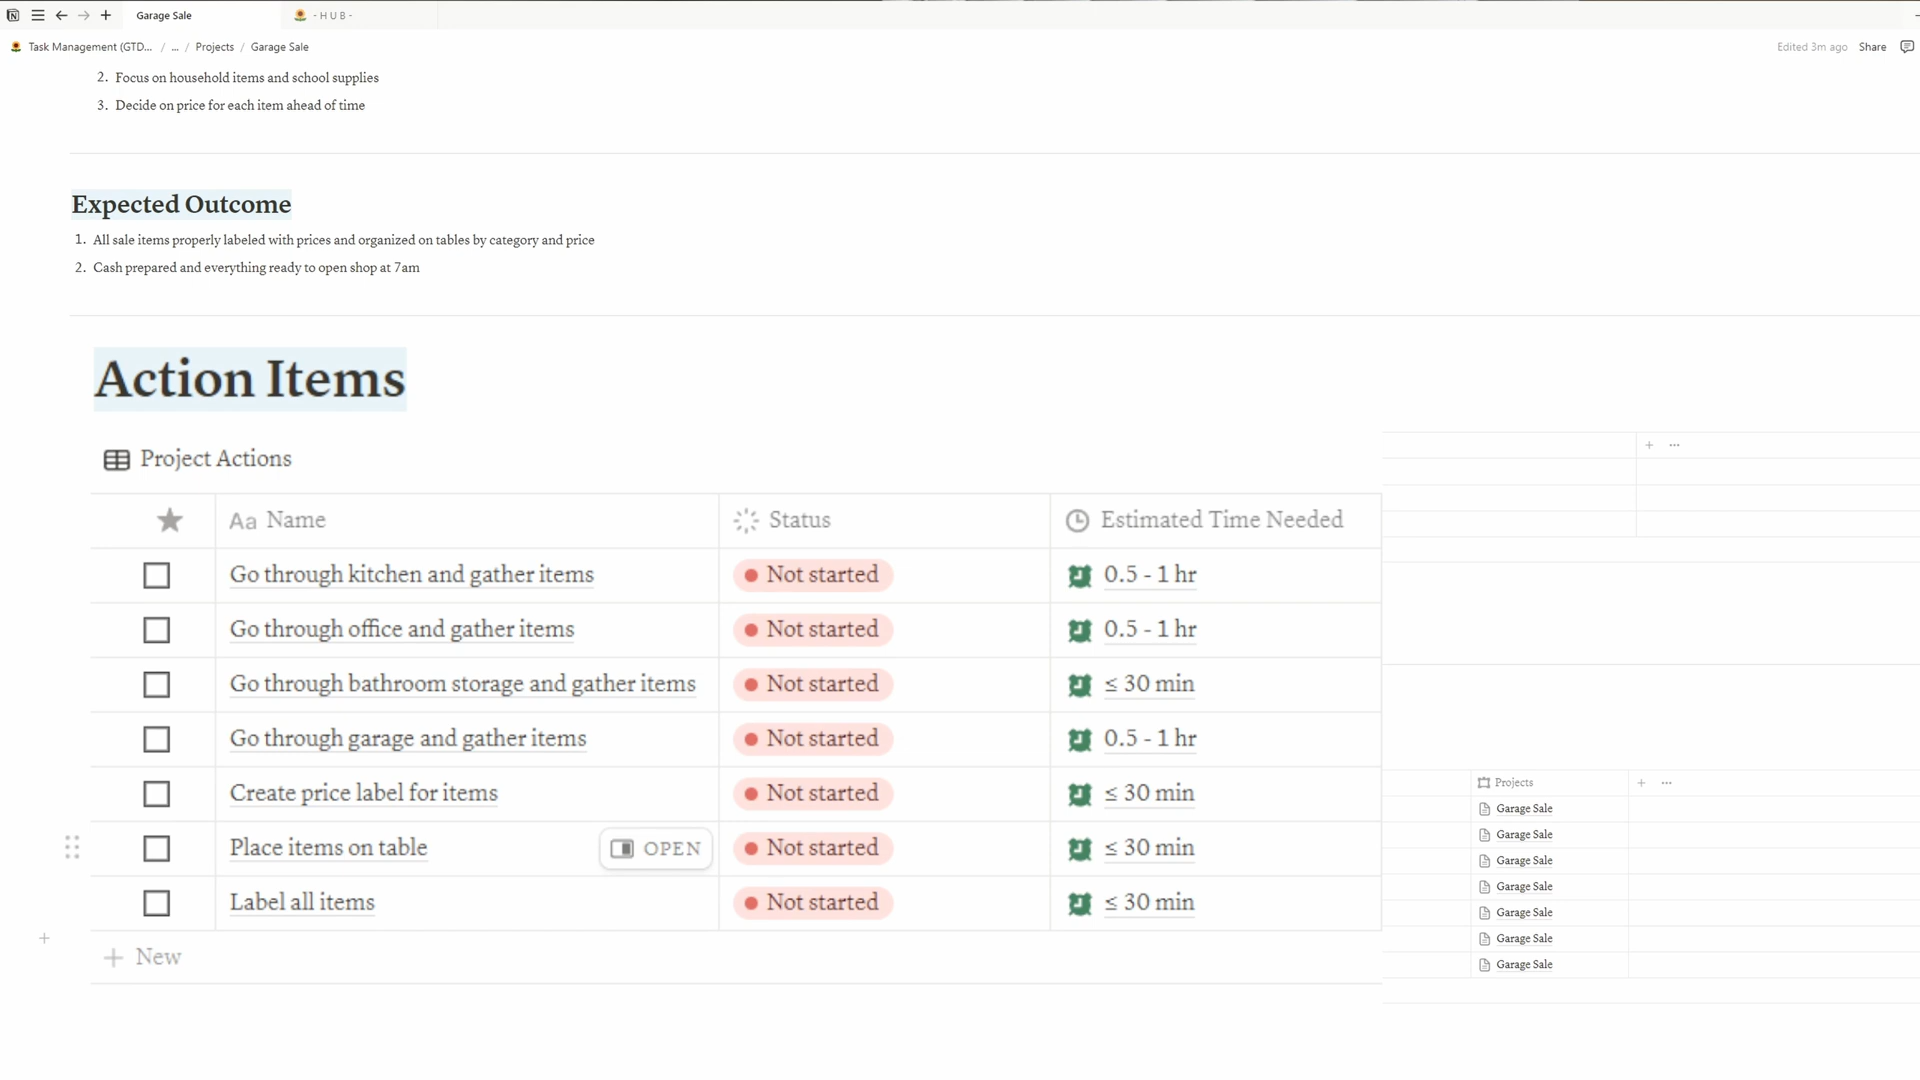 Garage Sale
- H U B -
Task Management (GTD... / ... / Projects / Garage Sale
Edited 3m ago Share
2. Focus on household items and school supplies
3. Decide on price for each item ahead of time
Expected Outcome
1. All sale items properly labeled with prices and organized on tables by category and price
2. Cash prepared and everything ready to open shop at 7am
Action Items
Project Actions
Aa Name Status Estimated Time Needed
Go through kitchen and gather items Not started 0.5 - 1 hr
Go through office and gather items Not started 0.5 - 1 hr
Go through bathroom storage and gather items Not started ≤ 30 min
Go through garage and gather items Not started 0.5 - 1 hr
Create price label for items Not started ≤ 30 min
Place items on table OPEN Not started ≤ 30 min
Label all items Not started ≤ 30 min
+ New
Projects
Garage Sale
Garage Sale
Garage Sale
Garage Sale
Garage Sale
Garage Sale
Garage Sale